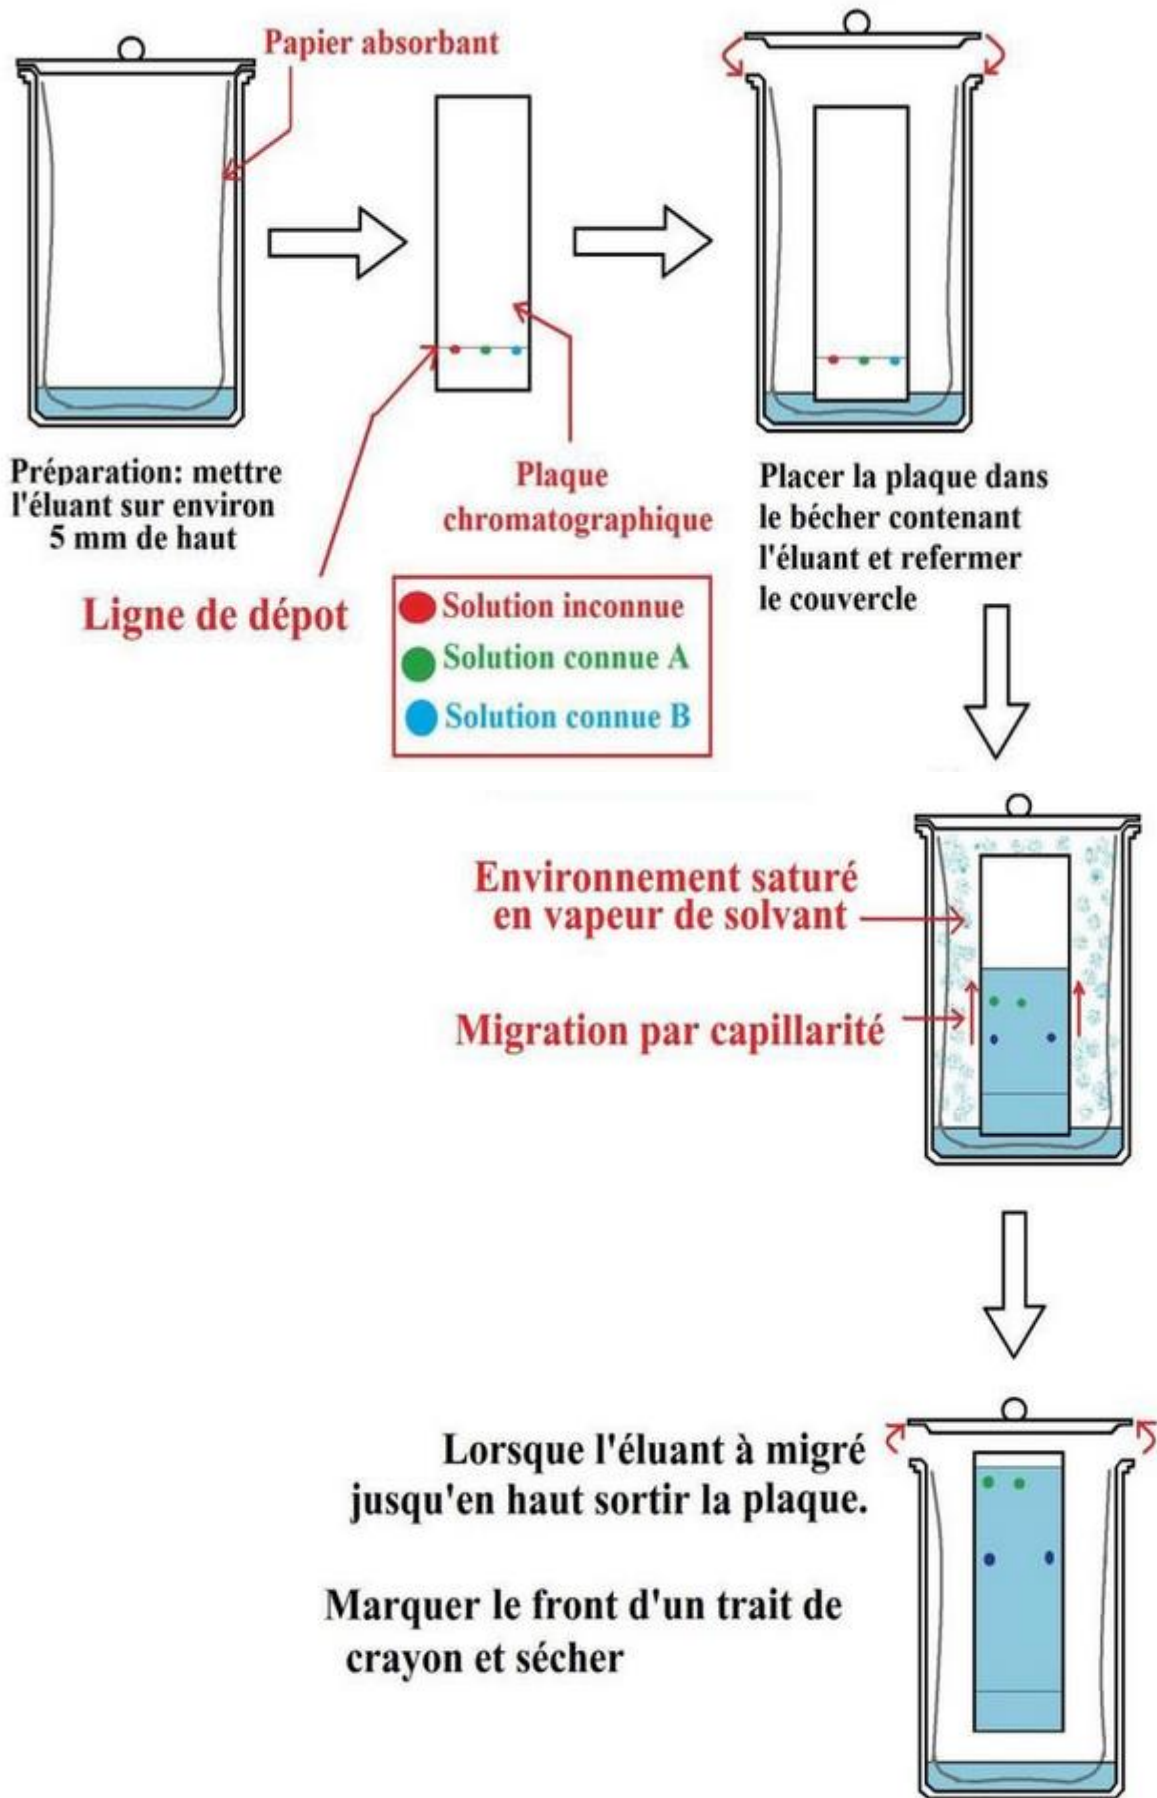 Papier absorbant
Préparation: mettre
l'éluant sur environ
5 mm de haut
Ligne de dépot
Plaque
chromatographique
Solution inconnue
Solution connue A
Solution connue B
Placer la plaque dans
le bécher contenant
l'éluant et refermer
le couvercle
Environnement saturé
en vapeur de solvant
Migration par capillarité
Lorsque l'éluant à migré
jusqu'en haut sortir la plaque.
Marquer le front d'un trait de
crayon et sécher